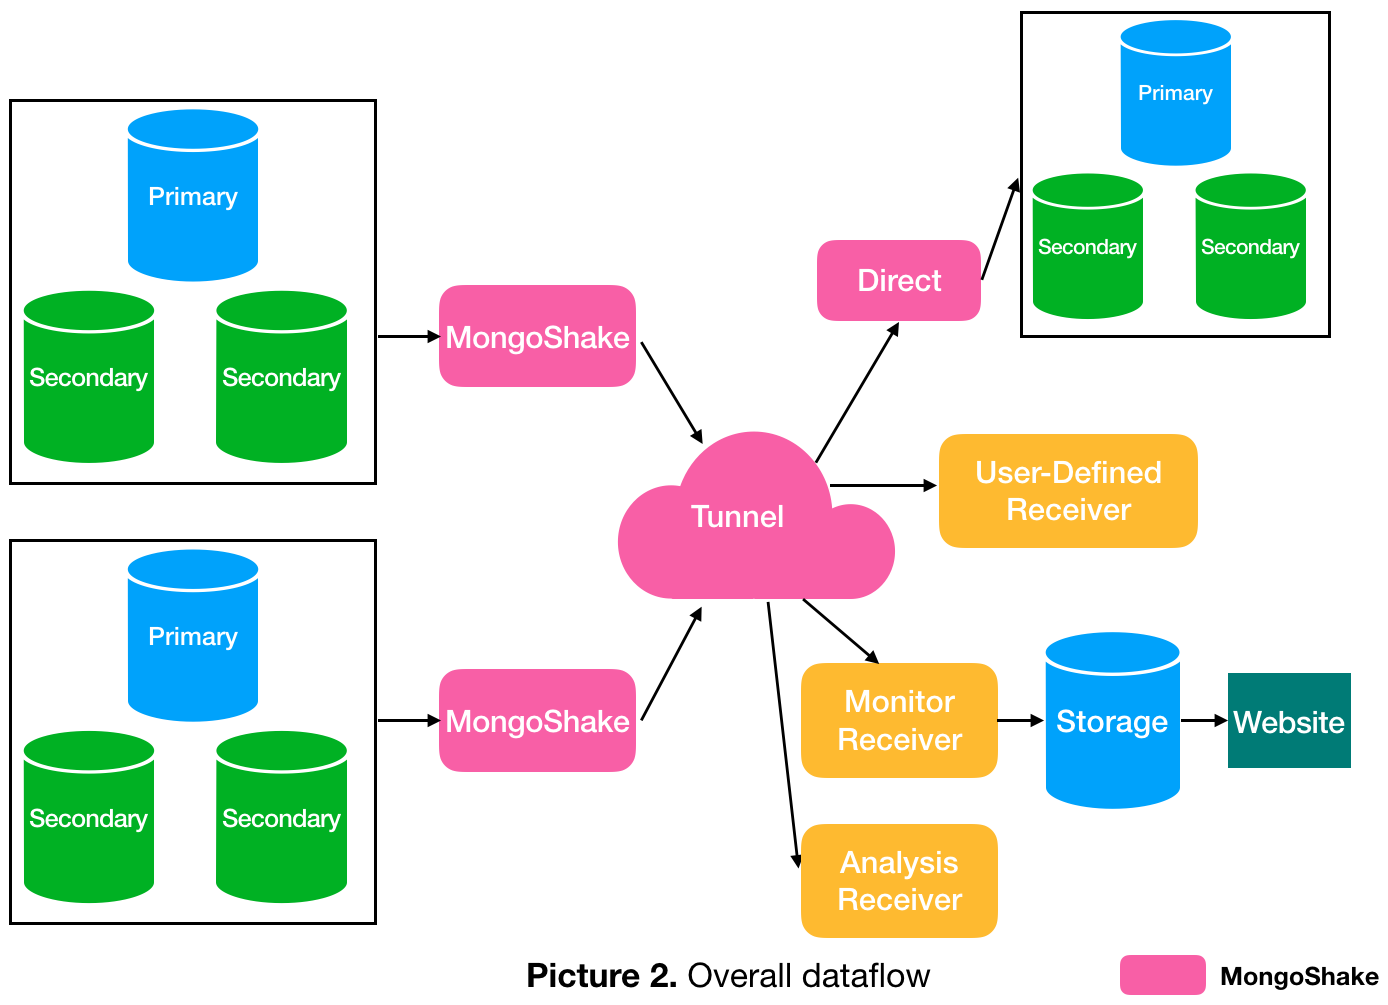 Primary
Secondary
Secondary
MongoShake
Primary
Secondary
Secondary
MongoShake
Tunnel
Direct
Primary
Secondary
Secondary
User-Defined
Receiver
Monitor
Receiver
Storage
Website
Analysis
Receiver
Picture 2. Overall dataflow
MongoShake